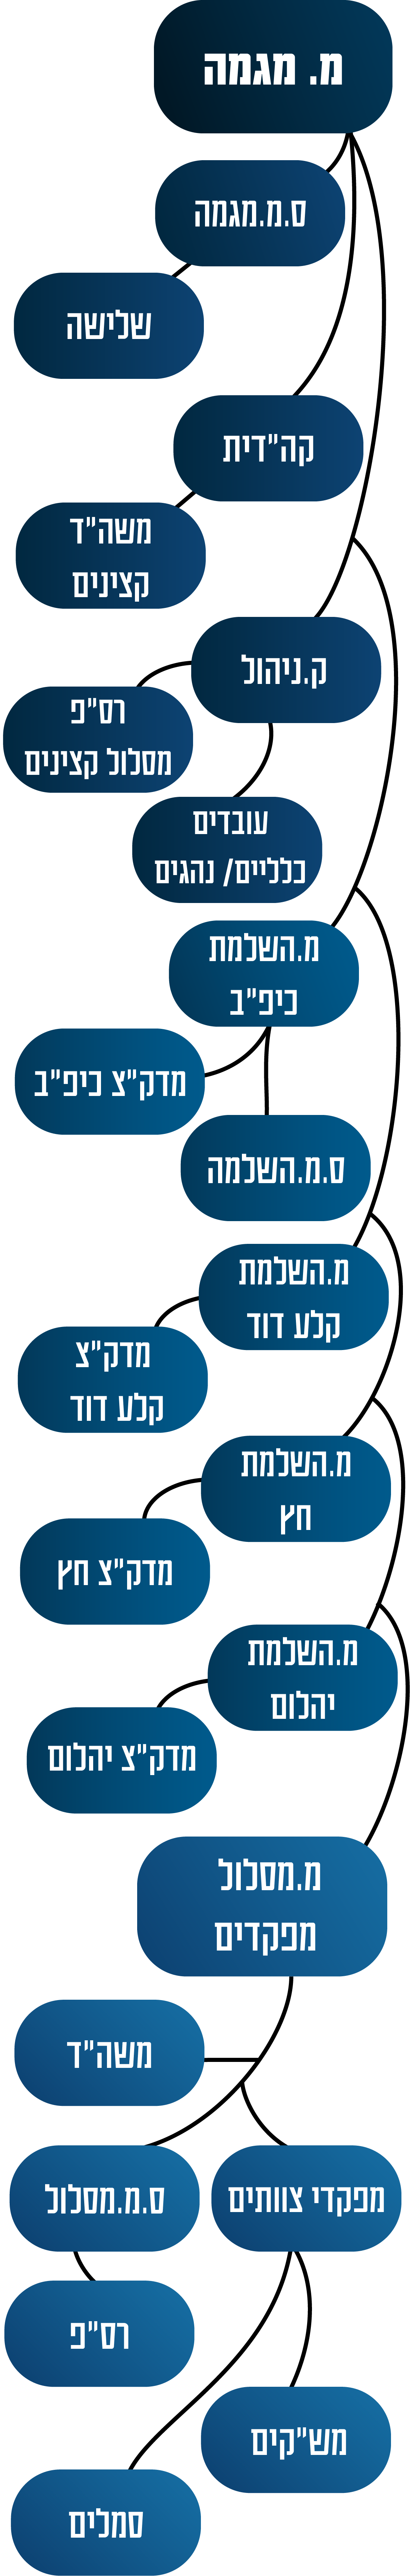 מ. מגמה
ס.מ.מגמה
שלישה
קה"דית
משה"ד
קצינים
ק.ניהול
רס"פ
מסלול קצינים
עובדים
כלליים/ נהגים
מ.השלמת
כיפ"ב
מדק"צ כיפ"ב
ס.מ.השלמה
מ.השלמת
קלע דוד
מדק"צ
קלע דוד
מ.השלמת
חץ
מדק"צ חץ
מ.השלמת
יהלום
מדק"צ יהלום
מ.מסלול
מפקדים
משה"ד
מפקדי צוותים
ס.מ.מסלול
רס"פ
מש"קים
סמלים